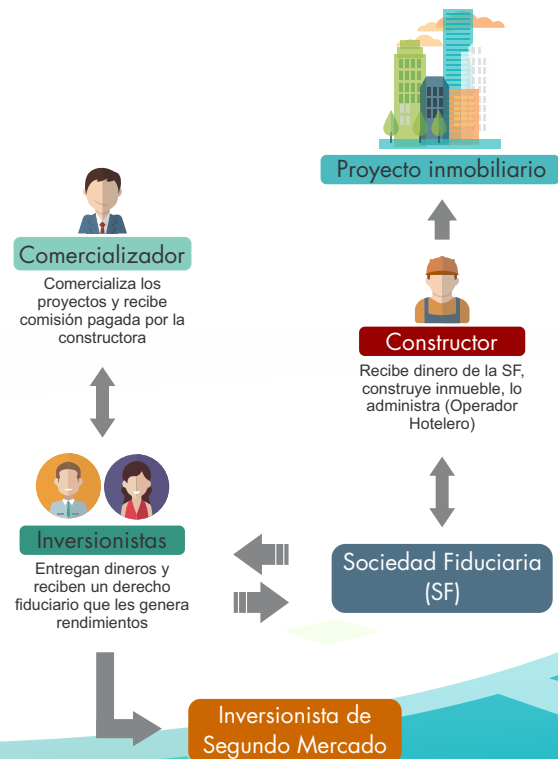 Proyecto inmobiliario
Comercializador
Comercializa los
proyectos y recibe
comisión pagada por la
constructora
Constructor
Recibe dinero de la SF,
construye inmueble, lo
administra (Operador
Hotelero)
Inversionistas
Entregan dineros y
reciben un derecho
fiduciario que les genera
rendimientos
Sociedad Fiduciaria
(SF)
Inversionista de
Segundo Mercado